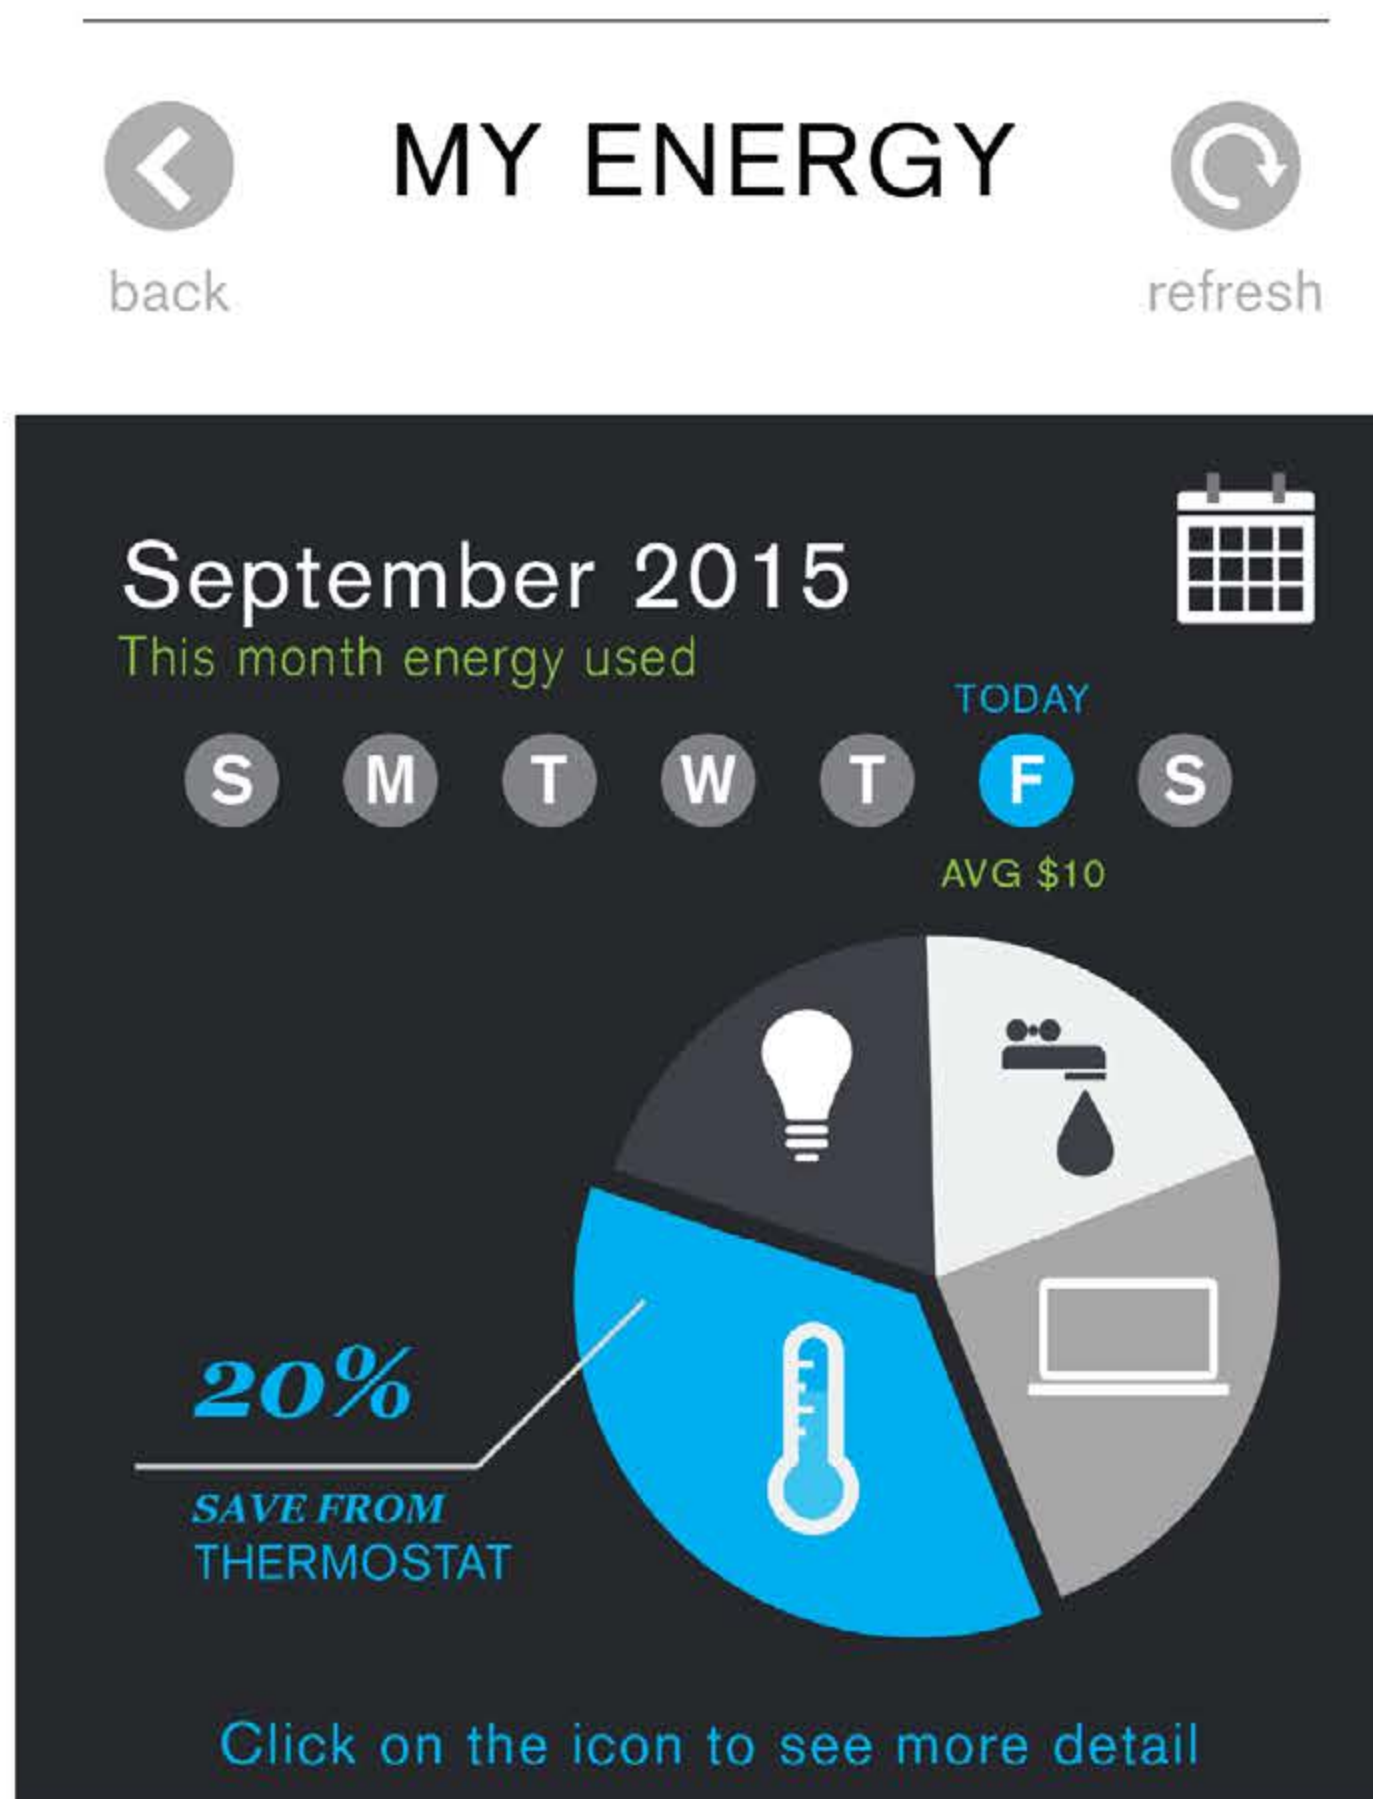 MY ENERGY
back
refresh
September 2015
This month energy used
TODAY
S M T W T F S
AVG $10
20%
SAVE FROM
THERMOSTAT
Click on the icon to see more detail